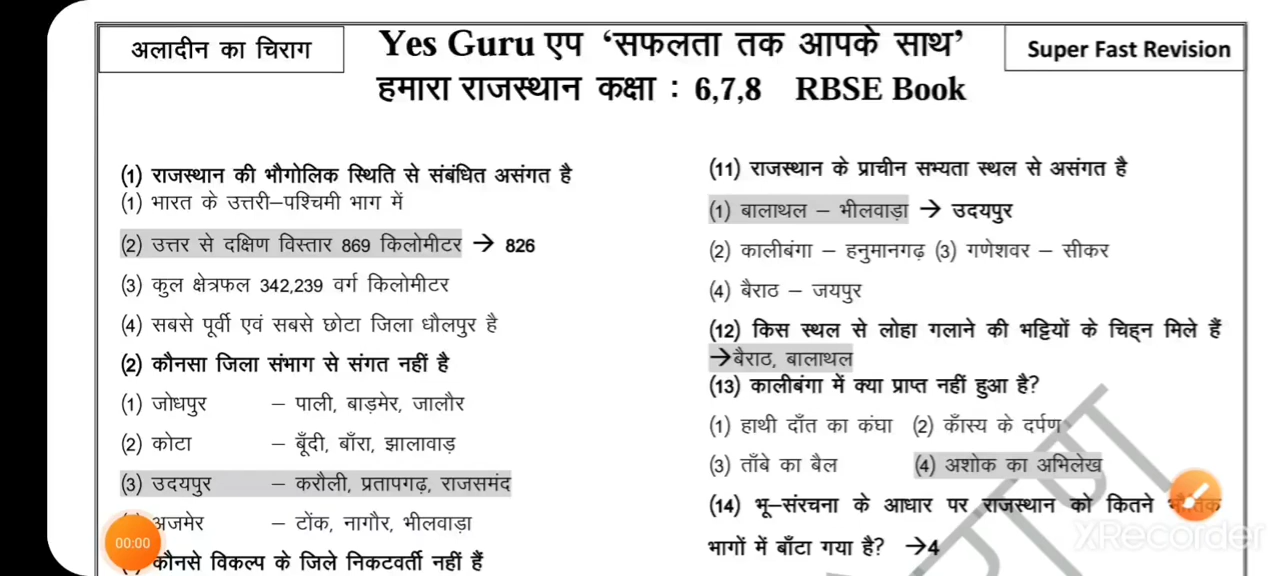 अलादीन का चिराग
Yes Guru एप ‘सफलता तक आपके साथ’
Super Fast Revision
हमारा राजस्थान कक्षा : 6,7,8 RBSE Book
(1) राजस्थान की भौगोलिक स्थिति से संबंधित असंगत है
(1) भारत के उत्तरी–पश्चिमी भाग में
(2) उत्तर से दक्षिण विस्तार 869 किलोमीटर → 826
(3) कुल क्षेत्रफल 342,239 वर्ग किलोमीटर
(4) सबसे पूर्वी एवं सबसे छोटा जिला धौलपुर है
(2) कौनसा जिला संभाग से संगत नहीं है
(1) जोधपुर – पाली, बाड़मेर, जालौर
(2) कोटा – बूँदी, बाँरा, झालावाड़
(3) उदयपुर – करौली, प्रतापगढ़, राजसमंद
अजमेर – टोंक, नागौर, भीलवाड़ा
00:00
कौनसे विकल्प के जिले निकटवर्ती नहीं हैं
(11) राजस्थान के प्राचीन सभ्यता स्थल से असंगत है
(1) बालाथल – भीलवाड़ा → उदयपुर
(2) कालीबंगा – हनुमानगढ़ (3) गणेशवर – सीकर
(4) बैराठ – जयपुर
(12) किस स्थल से लोहा गलाने की भट्टियों के चिह्न मिले हैं
→बैराठ, बालाथल
(13) कालीबंगा में क्या प्राप्त नहीं हुआ है?
(1) हाथी दाँत का कंघा (2) काँस्य के दर्पण
(3) ताँबे का बैल (4) अशोक का अभिलेख
(14) भू–संरचना के आधार पर राजस्थान को कितने
भागों में बाँटा गया है? →4
XRecorder